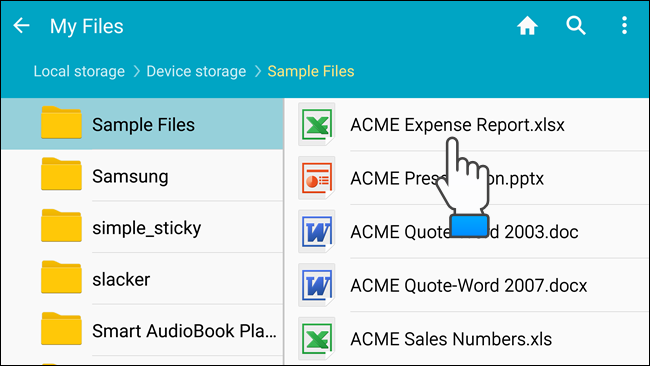 My Files
Local storage > Device storage > Sample Files
Sample Files
Samsung
simple_sticky
slacker
Smart AudioBook Pla...
ACME Expense Report.xlsx
ACME Pres on.pptx
ACME Quote-Word 2003.doc
ACME Quote-Word 2007.docx
ACME Sales Numbers.xls